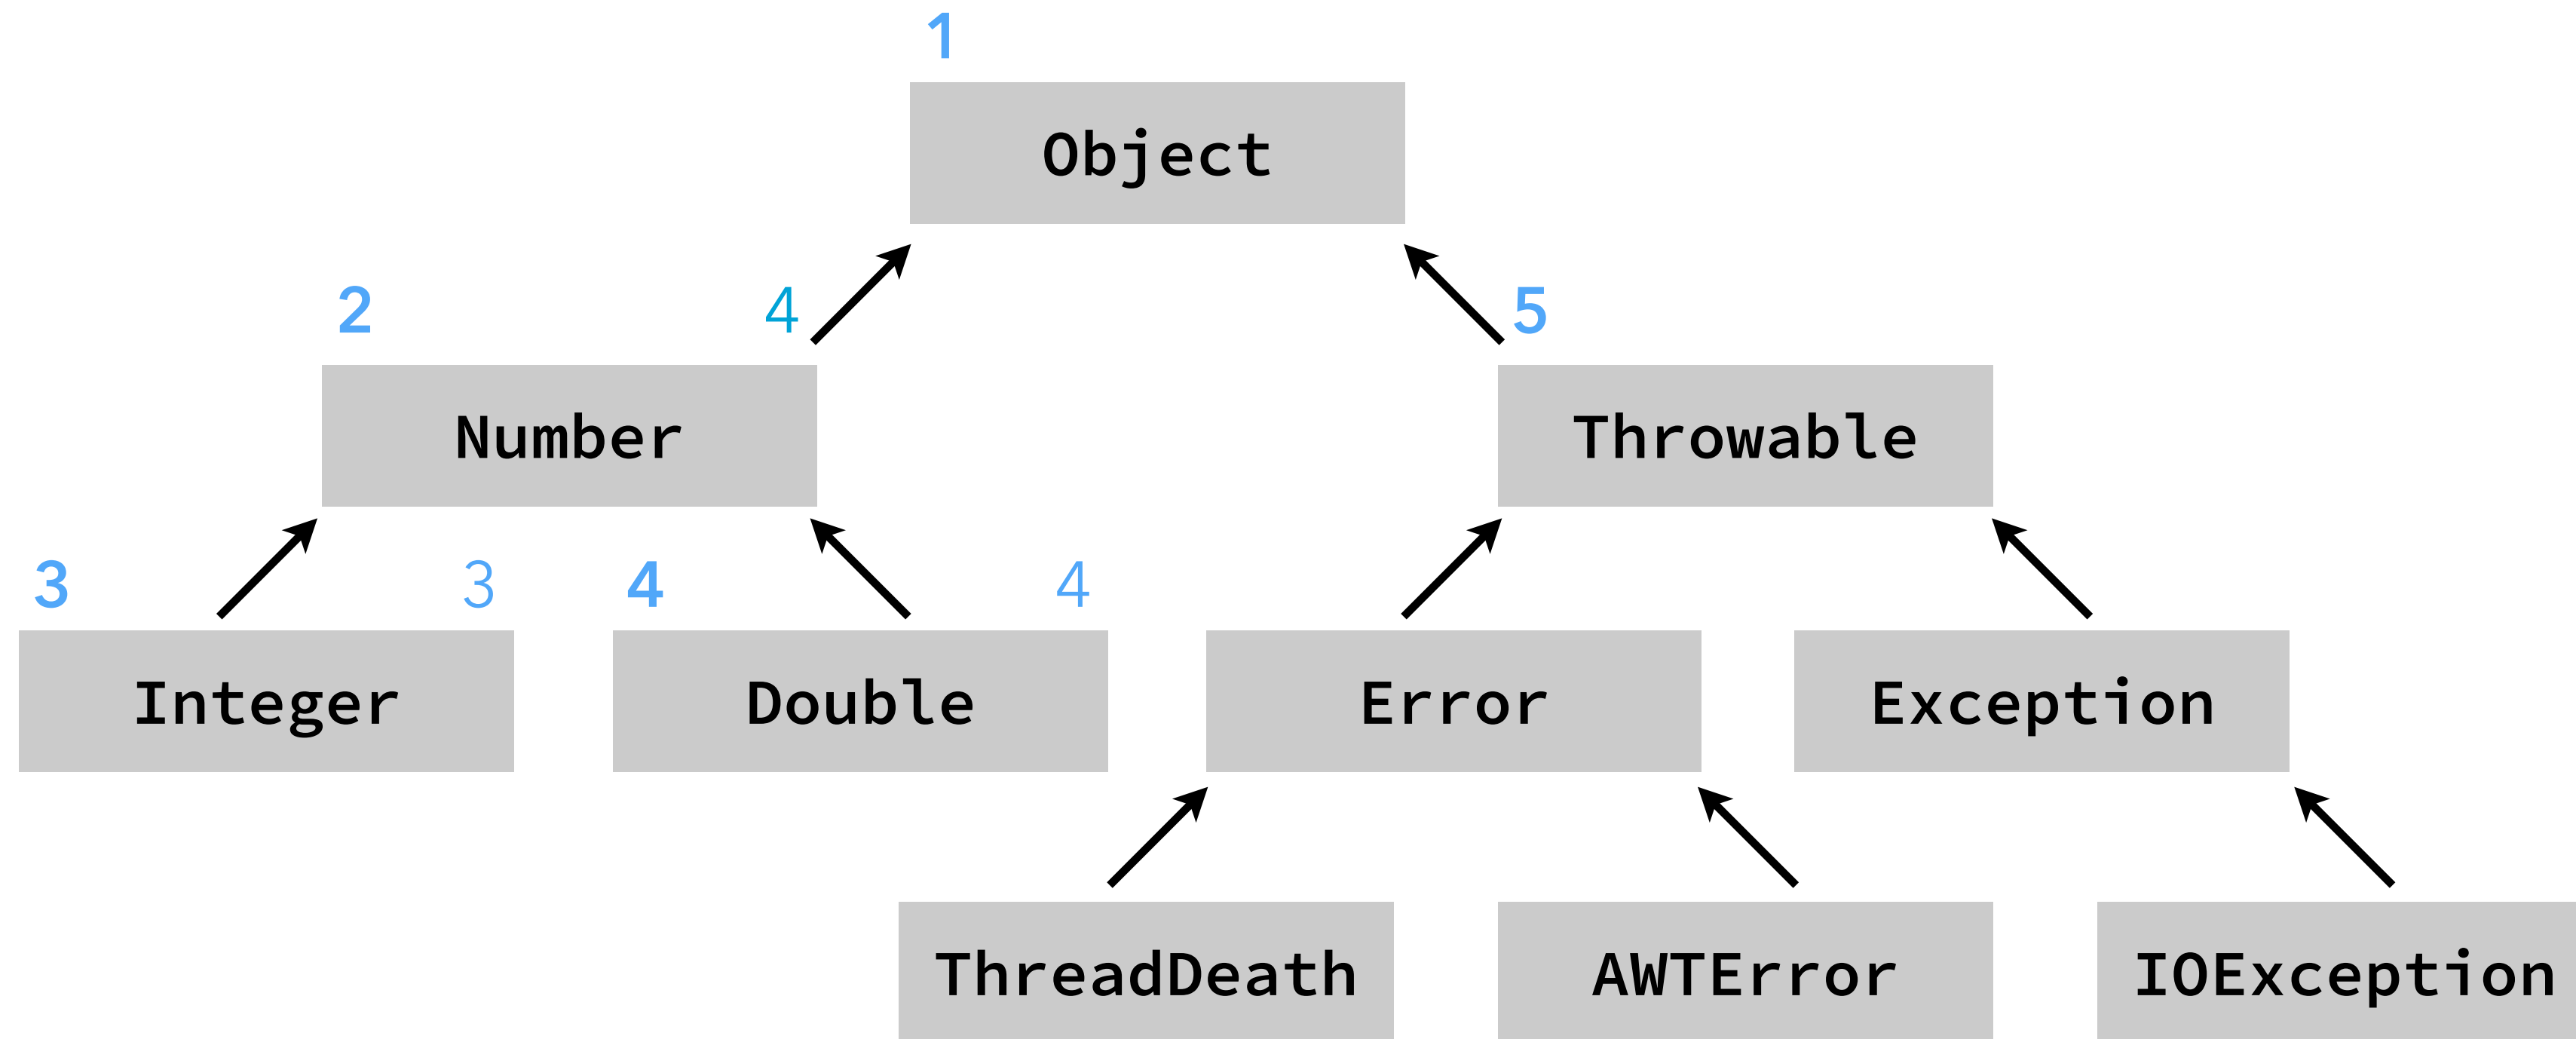 1
Object
2 4 5
Number Throwable
3 3 4 4
Integer Double Error Exception
ThreadDeath AWTError IOException